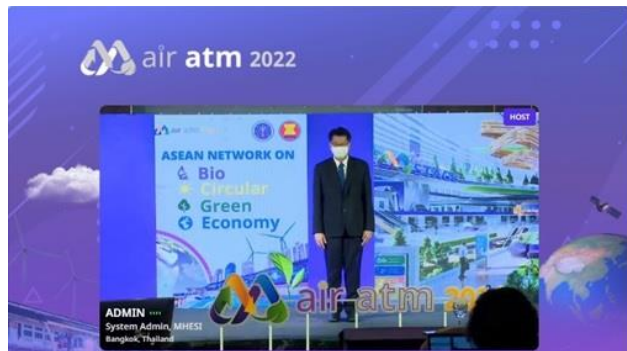 air atm 2022
HOST
ASEAN NETWORK ON
Bio
Circular
Green
Economy
air atm
ADMIN
System Admin, MHESI
Bangkok, Thailand